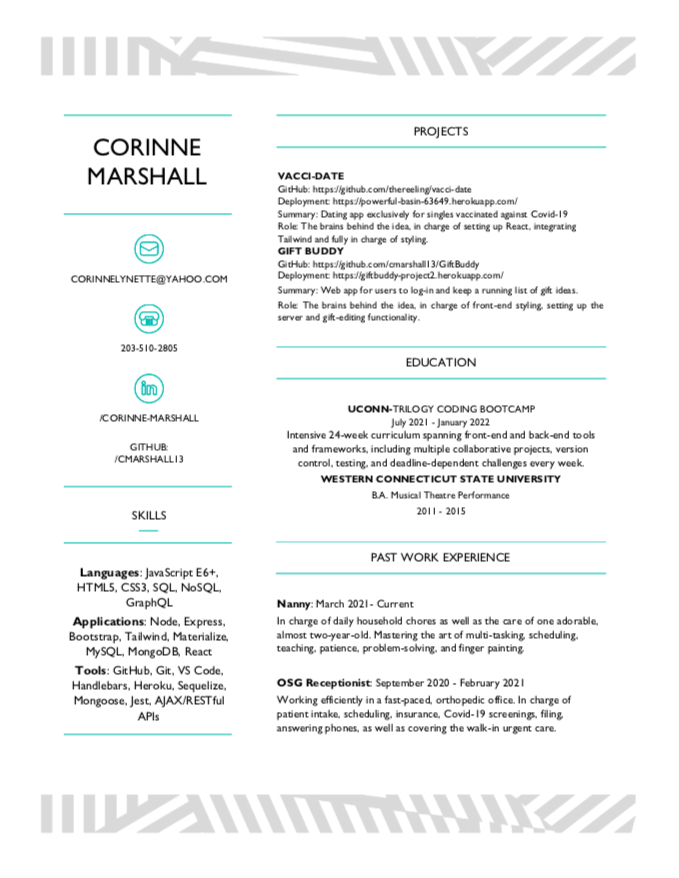 CORINNE
MARSHALL
CORINNELYNETTE@YAHOO.COM
203-510-2805
/CORINNE-MARSHALL
GITHUB:
/CMARSHALL13
SKILLS
Languages: JavaScript E6+,
HTML5, CSS3, SQL, NoSQL,
GraphQL
Applications: Node, Express,
Bootstrap, Tailwind, Materialize,
MySQL, MongoDB, React
Tools: GitHub, Git, VS Code,
Handlebars, Heroku, Sequelize,
Mongoose, Jest, AJAX/RESTful
APIs
PROJECTS
VACCI-DATE
GitHub: https://github.com/thereeling/vacci-date
Deployment: https://powerful-basin-63649.herokuapp.com/
Summary: Dating app exclusively for singles vaccinated against Covid-19
Role: The brains behind the idea, in charge of setting up React, integrating
Tailwind and fully in charge of styling.
GIFT BUDDY
GitHub: https://github.com/cmarshall13/GiftBuddy
Deployment: https://giftbuddy-project2.herokuapp.com/
Summary: Web app for users to log-in and keep a running list of gift ideas.
Role: The brains behind the idea, in charge of front-end styling, setting up the
server and gift-editing functionality.
EDUCATION
UCONN-TRILOGY CODING BOOTCAMP
July 2021 - January 2022
Intensive 24-week curriculum spanning front-end and back-end tools
and frameworks, including multiple collaborative projects, version
control, testing, and deadline-dependent challenges every week.
WESTERN CONNECTICUT STATE UNIVERSITY
B.A. Musical Theatre Performance
2011 - 2015
PAST WORK EXPERIENCE
Nanny: March 2021- Current
In charge of daily household chores as well as the care of one adorable,
almost two-year-old. Mastering the art of multi-tasking, scheduling,
teaching, patience, problem-solving, and finger painting.
OSG Receptionist: September 2020 - February 2021
Working efficiently in a fast-paced, orthopedic office. In charge of
patient intake, scheduling, insurance, Covid-19 screenings, filing,
answering phones, as well as covering the walk-in urgent care.